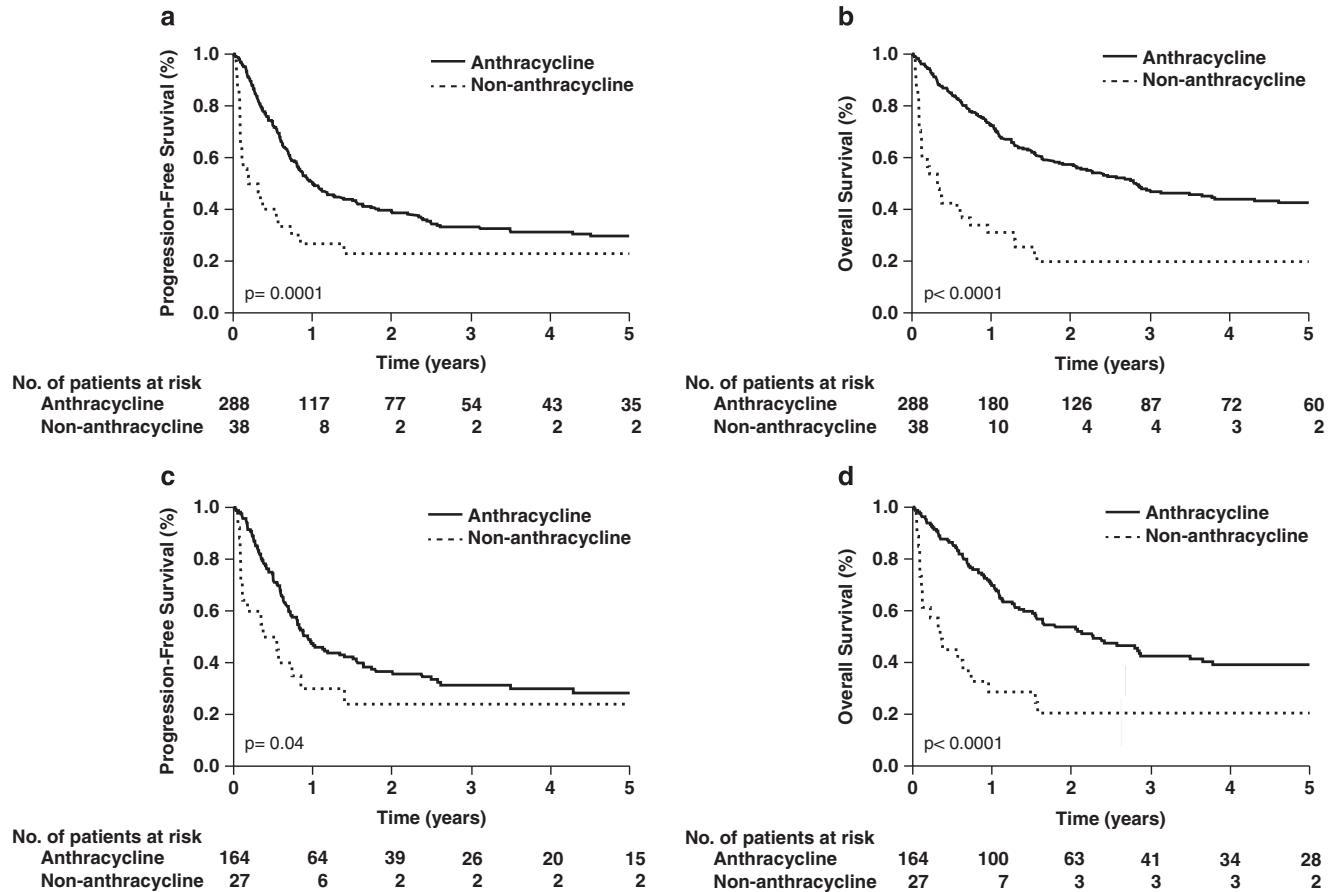 a
Progression-Free Sruvival (%)
1.0
0.8
0.6
0.4
0.2
0.0
Anthracycline
Non-anthracycline
p= 0.0001
0 1 2 3 4 5
Time (years)
No. of patients at risk
Anthracycline 288 117 77 54 43 35
Non-anthracycline 38 8 2 2 2 2
b
Overall Survival (%)
1.0
0.8
0.6
0.4
0.2
0.0
Anthracycline
Non-anthracycline
p< 0.0001
0 1 2 3 4 5
Time (years)
No. of patients at risk
Anthracycline 288 180 126 87 72 60
Non-anthracycline 38 10 4 4 3 2
c
Progression-Free Survival (%)
1.0
0.8
0.6
0.4
0.2
0.0
Anthracycline
Non-anthracycline
p= 0.04
0 1 2 3 4 5
Time (years)
No. of patients at risk
Anthracycline 164 64 39 26 20 15
Non-anthracycline 27 6 2 2 2 2
d
Overall Survival (%)
1.0
0.8
0.6
0.4
0.2
0.0
Anthracycline
Non-anthracycline
p< 0.0001
0 1 2 3 4 5
Time (years)
No. of patients at risk
Anthracycline 164 100 63 41 34 28
Non-anthracycline 27 7 3 3 3 2